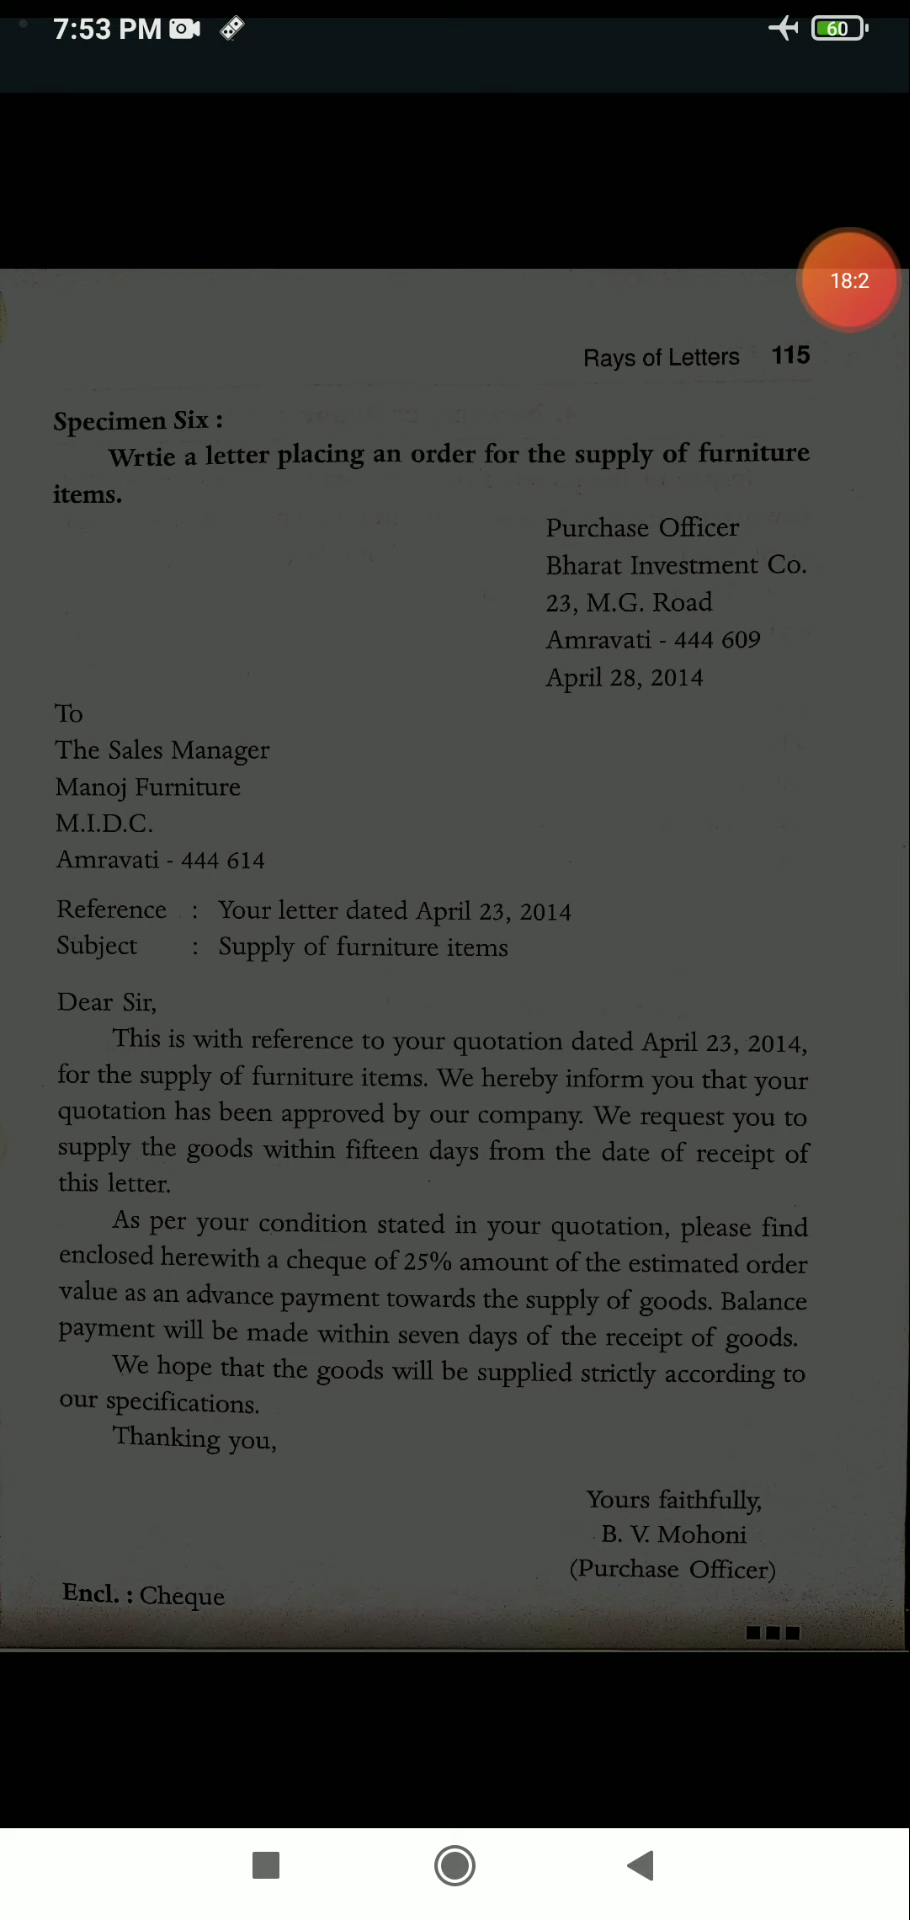 7:53 PM
60
18:2
Rays of Letters 115
Specimen Six :
Wrtie a letter placing an order for the supply of furniture
items.
Purchase Officer
Bharat Investment Co.
23, M.G. Road
Amravati - 444 609
April 28, 2014
To
The Sales Manager
Manoj Furniture
M.I.D.C.
Amravati - 444 614
Reference : Your letter dated April 23, 2014
Subject : Supply of furniture items
Dear Sir,
This is with reference to your quotation dated April 23, 2014,
for the supply of furniture items. We hereby inform you that your
quotation has been approved by our company. We request you to
supply the goods within fifteen days from the date of receipt of
this letter.
As per your condition stated in your quotation, please find
enclosed herewith a cheque of 25% amount of the estimated order
value as an advance payment towards the supply of goods. Balance
payment will be made within seven days of the receipt of goods.
We hope that the goods will be supplied strictly according to
our specifications.
Thanking you,
Yours faithfully,
B. V. Mohoni
(Purchase Officer)
Encl. : Cheque